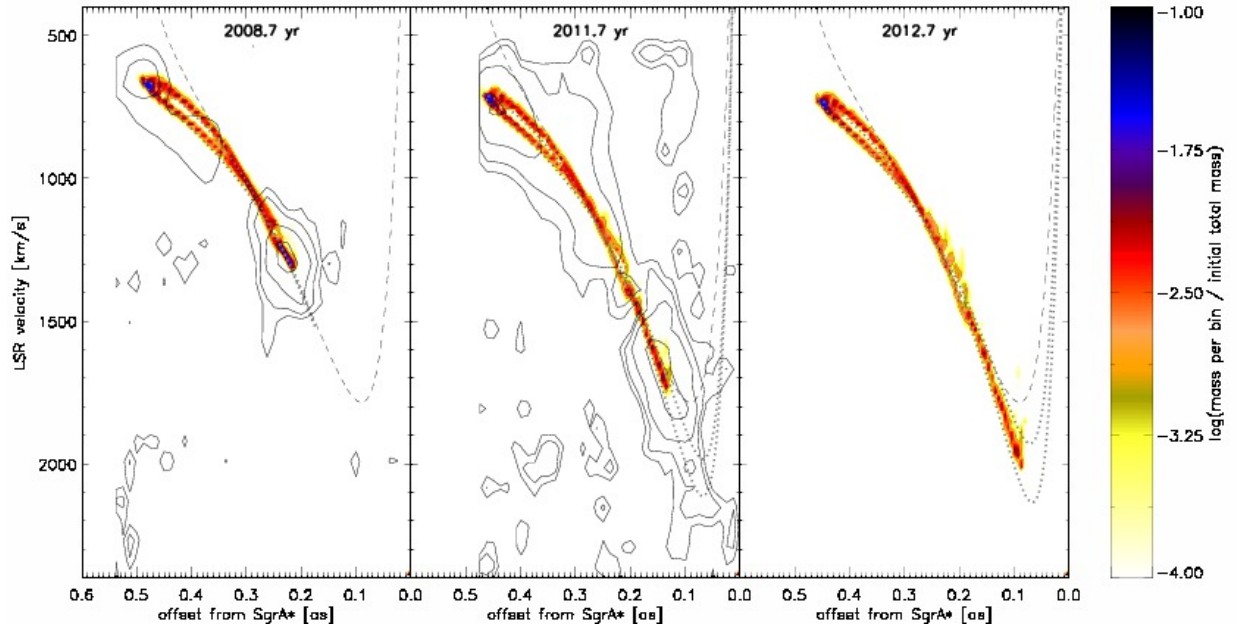 2008.7 yr
2011.7 yr
2012.7 yr
500
1000
1500
2000
LSR velocity [km/s]
0.6 0.5 0.4 0.3 0.2 0.1 0.0
0.5 0.4 0.3 0.2 0.1 0.0
0.5 0.4 0.3 0.2 0.1 0.0
offset from SgrA* [as]
offset from SgrA* [as]
offset from SgrA* [as]
-1.00
-1.75
-2.50
-3.25
-4.00
log(mass per bin / initial total mass)